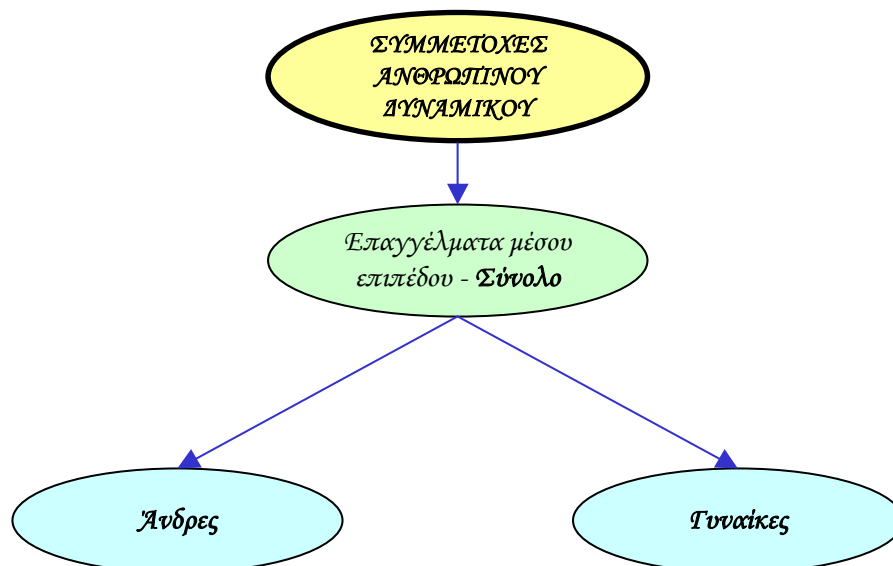 ΣΥΜΜΕΤΟΧΕΣ
ΑΝΘΡΩΠΙΝΟΥ
ΔΥΝΑΜΙΚΟΥ
Επαγγέλματα μέσου
επιπέδου - Σύνολο
Άνδρες
Γυναίκες